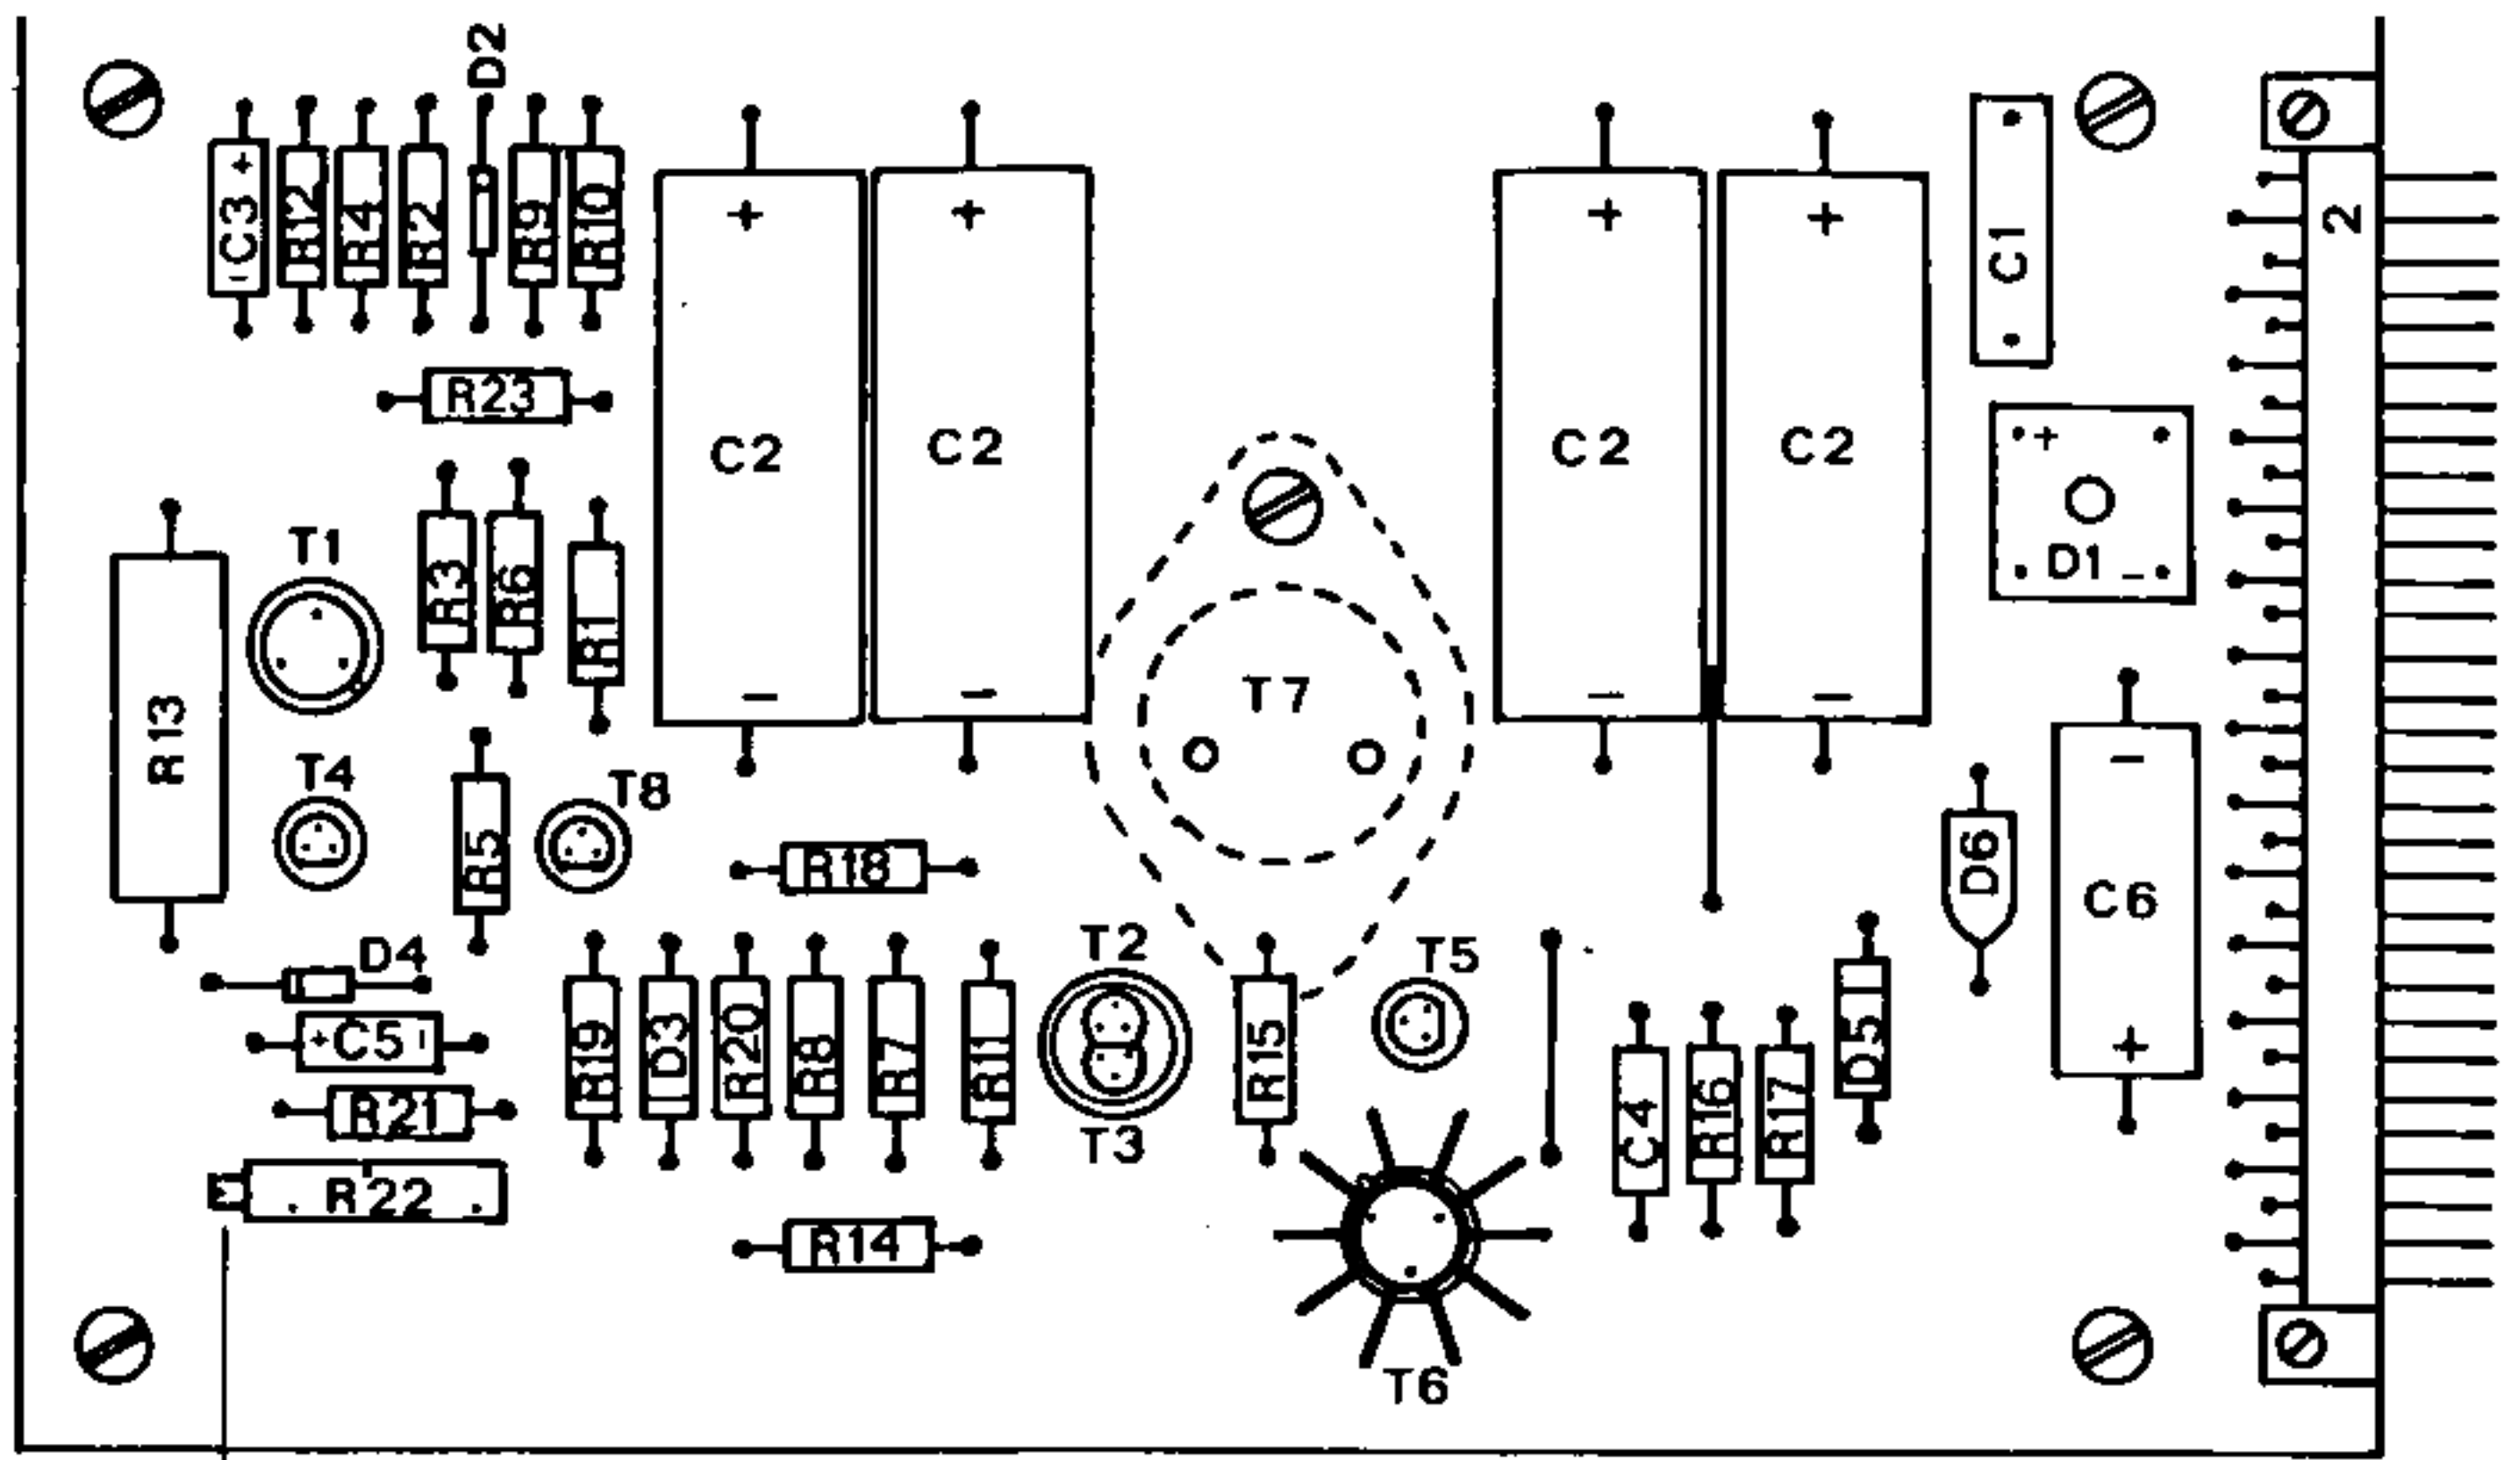 D2
+ C3 -
R12
R4
R2
R9
R10
+ C2 -
+ C2 -
+ C2 -
+ C2 -
C1
2
R23
+ D1 -
T1
R3
R6
R1
R13
T7
T4
R5
T8
R18
D6
- C6 +
D4
+ C5 -
R21
R22
R19
D3
R20
R8
R7
R11
T2
T3
R15
T5
C4
R16
R17
D5
R14
T6